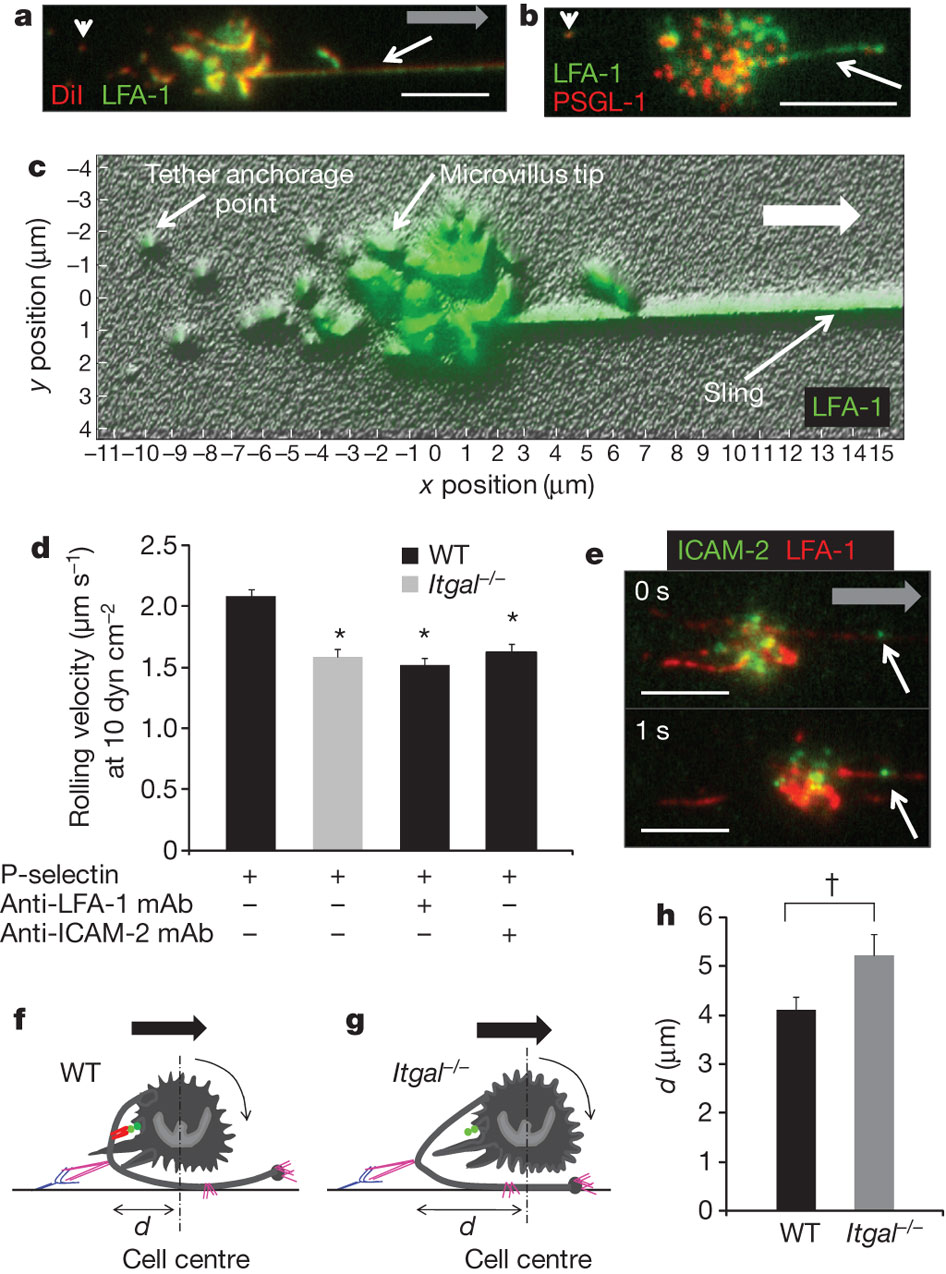 a
DiI LFA-1
b
LFA-1
PSGL-1
c
Tether anchorage
point
Microvillus tip
Sling
LFA-1
y position (μm)
–4
–3
–2
–1
0
1
2
3
4
–11 –10 –9 –8 –7 –6 –5 –4 –3 –2 –1 0 1 2 3 4 5 6 7 8 9 10 11 12 13 14 15
x position (μm)
d
Rolling velocity (μm s⁻¹)
at 10 dyn cm⁻²
2.5
2.0
1.5
1.0
0.5
0
WT
Itgal⁻/⁻
* * *
P-selectin + + + +
Anti-LFA-1 mAb – – + –
Anti-ICAM-2 mAb – – – +
e
ICAM-2 LFA-1
0 s
1 s
f
WT
d
Cell centre
g
Itgal⁻/⁻
d
Cell centre
h
†
d (μm)
6
5
4
3
2
1
0
WT Itgal⁻/⁻